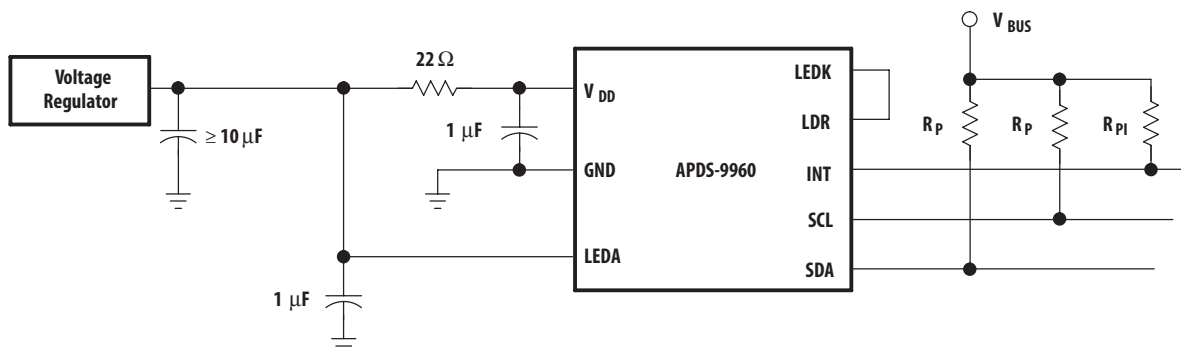 V BUS
Voltage
Regulator
22 Ω
≥ 10 μF
1 μF
V DD
GND
LEDA
APDS-9960
LEDK
LDR
INT
SCL
SDA
R P
R P
R PI
1 μF